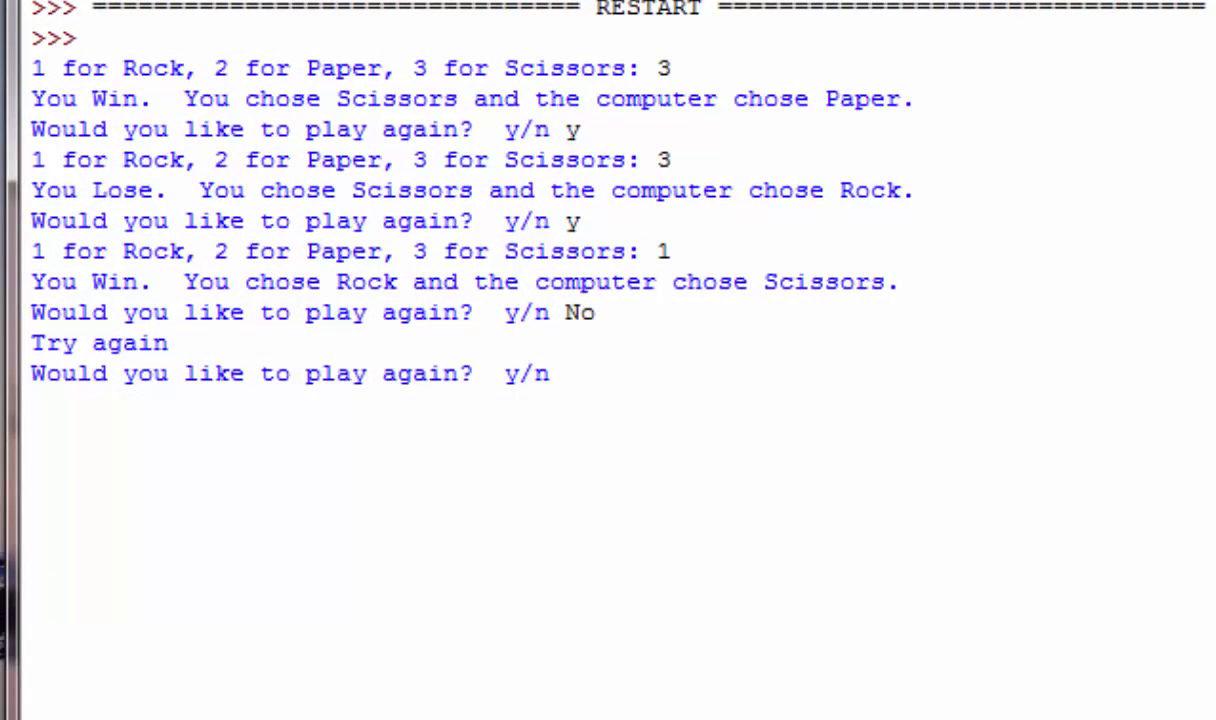 >>> ================================ RESTART ================================
>>>
1 for Rock, 2 for Paper, 3 for Scissors: 3
You Win.  You chose Scissors and the computer chose Paper.
Would you like to play again?  y/n y
1 for Rock, 2 for Paper, 3 for Scissors: 3
You Lose.  You chose Scissors and the computer chose Rock.
Would you like to play again?  y/n y
1 for Rock, 2 for Paper, 3 for Scissors: 1
You Win.  You chose Rock and the computer chose Scissors.
Would you like to play again?  y/n No
Try again
Would you like to play again?  y/n